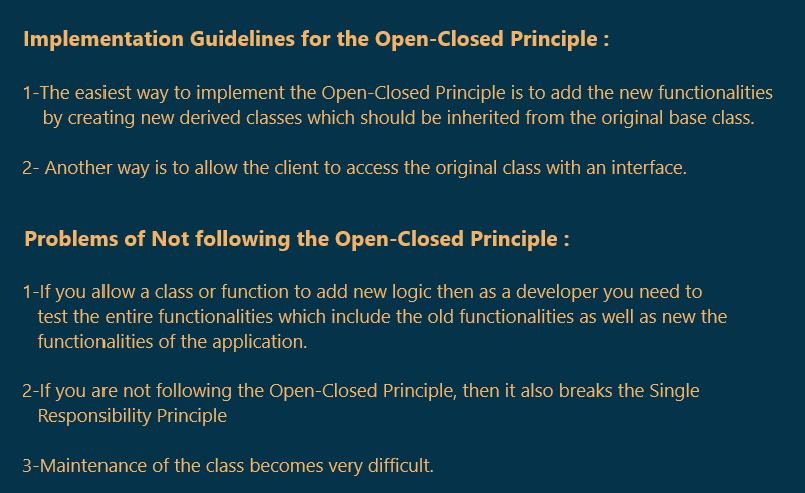 Implementation Guidelines for the Open-Closed Principle :
1-The easiest way to implement the Open-Closed Principle is to add the new functionalities
by creating new derived classes which should be inherited from the original base class.
2- Another way is to allow the client to access the original class with an interface.
Problems of Not following the Open-Closed Principle :
1-If you allow a class or function to add new logic then as a developer you need to
test the entire functionalities which include the old functionalities as well as new the
functionalities of the application.
2-If you are not following the Open-Closed Principle, then it also breaks the Single
Responsibility Principle
3-Maintenance of the class becomes very difficult.